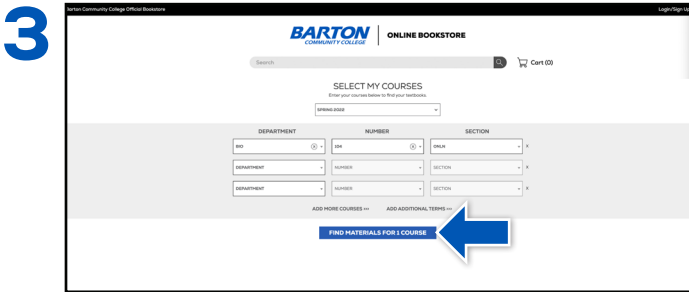 3
Barton Community College Official Bookstore Login/Sign Up
BARTON
COMMUNITY COLLEGE
ONLINE BOOKSTORE
Search Cart (0)
SELECT MY COURSES
Enter your courses below to find your textbooks.
SPRING 2022
DEPARTMENT NUMBER SECTION
BIO 104 ONLN X
DEPARTMENT NUMBER SECTION X
DEPARTMENT NUMBER SECTION X
ADD MORE COURSES >>> ADD ADDITIONAL TERMS >>>
FIND MATERIALS FOR 1 COURSE